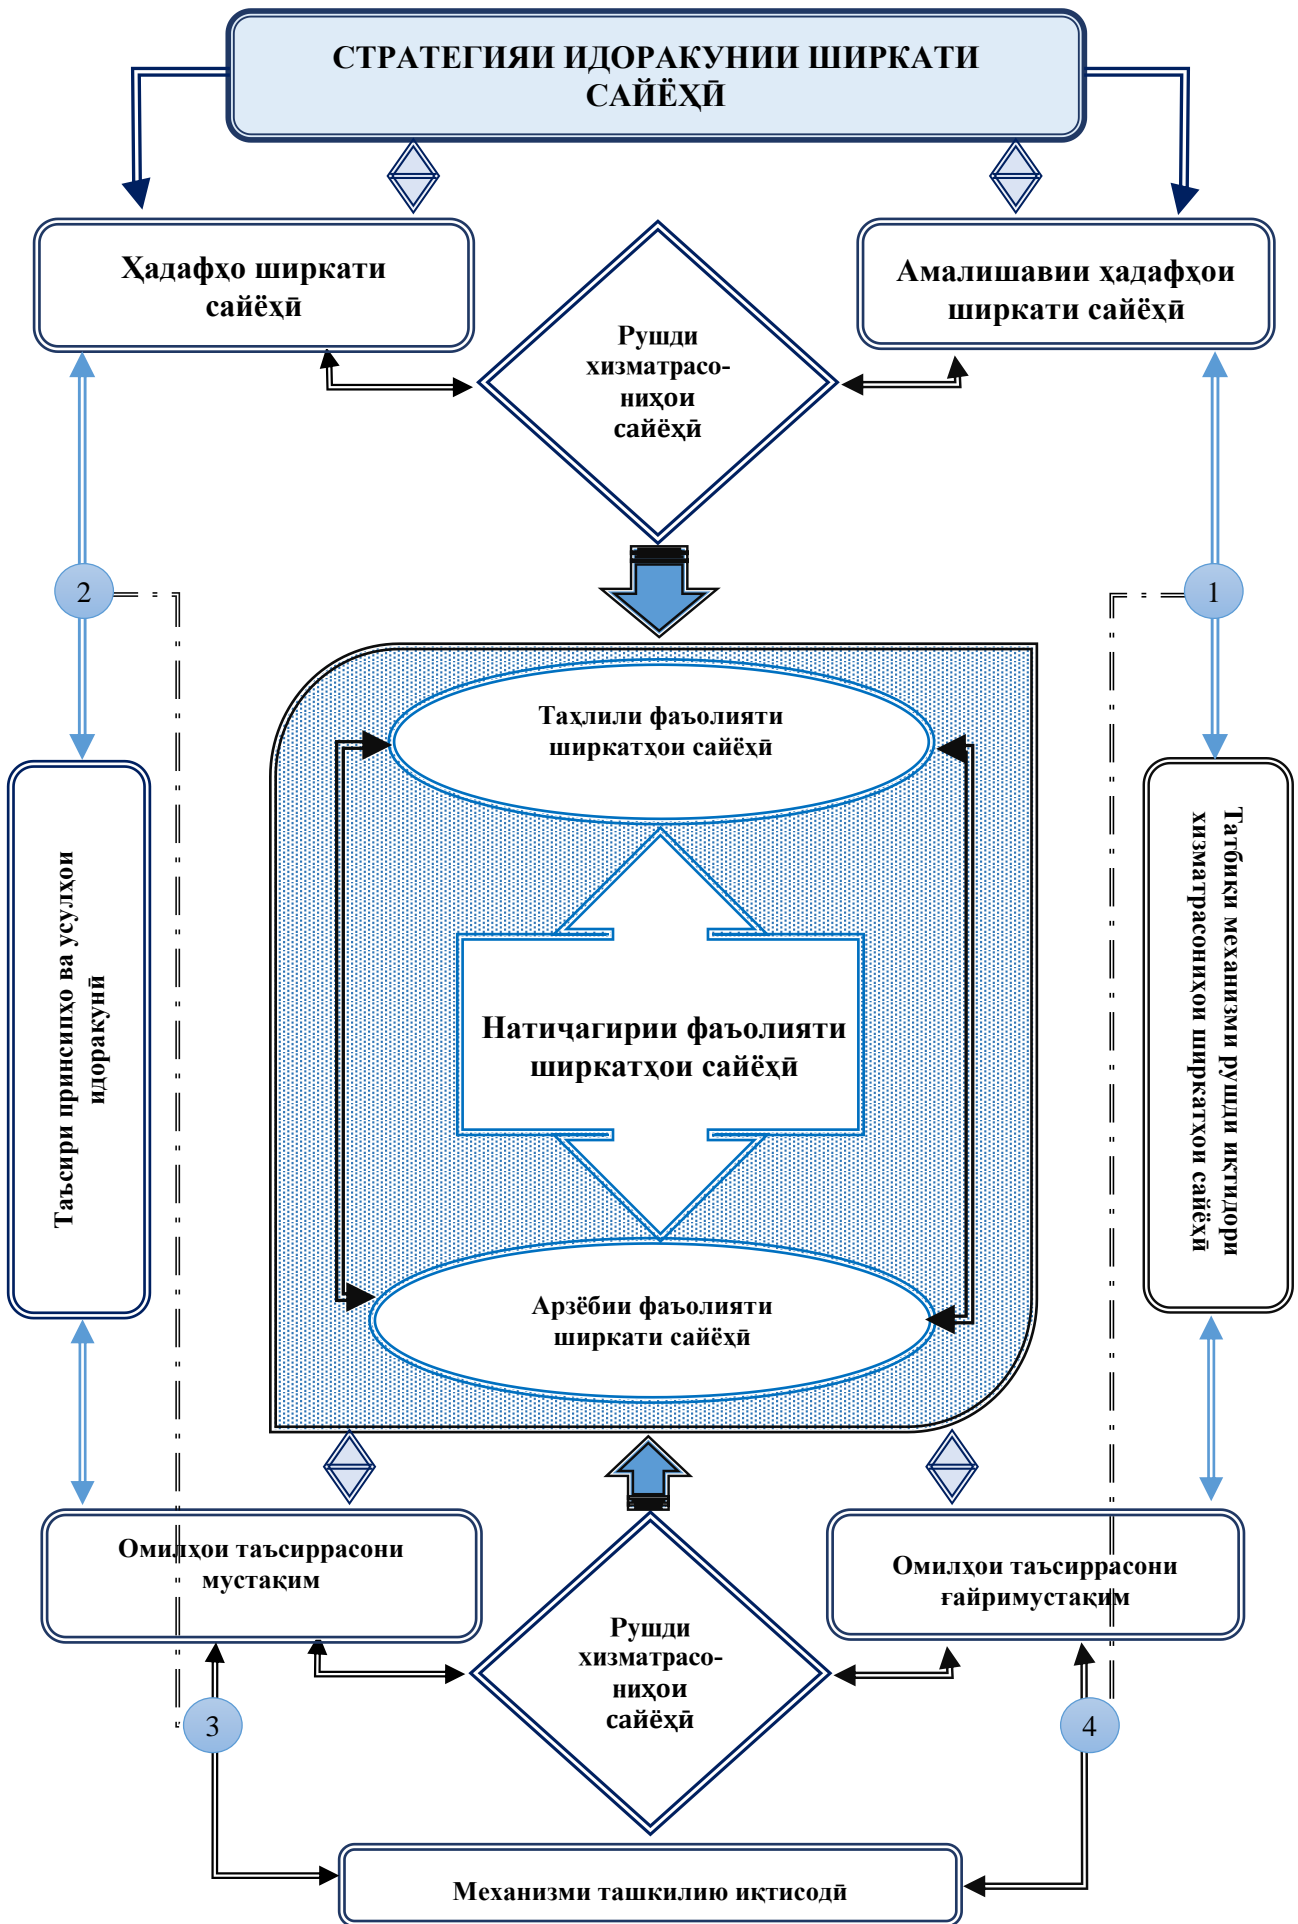 СТРАТЕГИЯИ ИДОРАКУНИИ ШИРКАТИ
САЙЁҲӢ
Ҳадафҳо ширкати
сайёҳӣ
Амалишавии ҳадафҳои
ширкати сайёҳӣ
Рушди
хизматрасо-
ниҳои
сайёҳӣ
2
1
Таҳлили фаъолияти
ширкатҳои сайёҳӣ
Таъсири принсипҳо ва усулҳои
идоракунӣ
Натиҷагирии фаъолияти
ширкатҳои сайёҳӣ
Татбиқи механизми рушди иқтидори
хизматрасониҳои ширкатҳои сайёҳӣ
Арзёбии фаъолияти
ширкати сайёҳӣ
Омилҳои таъсиррасони
мустақим
Омилҳои таъсиррасони
ғайримустақим
Рушди
хизматрасо-
ниҳои
сайёҳӣ
3
4
Механизми ташкилию иқтисодӣ